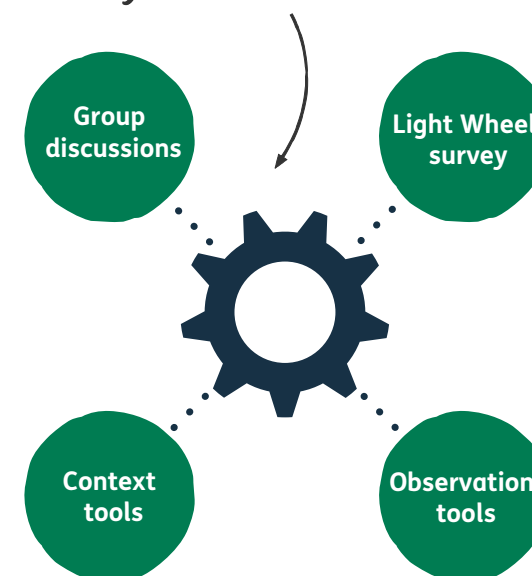 Group
discussions
Light Wheel
survey
Context
tools
Observation
tools